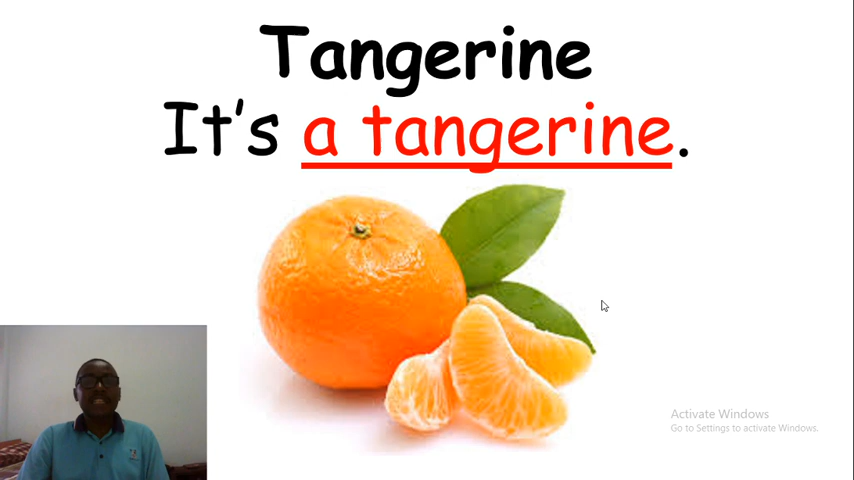 Tangerine
It's a tangerine.
Activate Windows
Go to Settings to activate Windows.